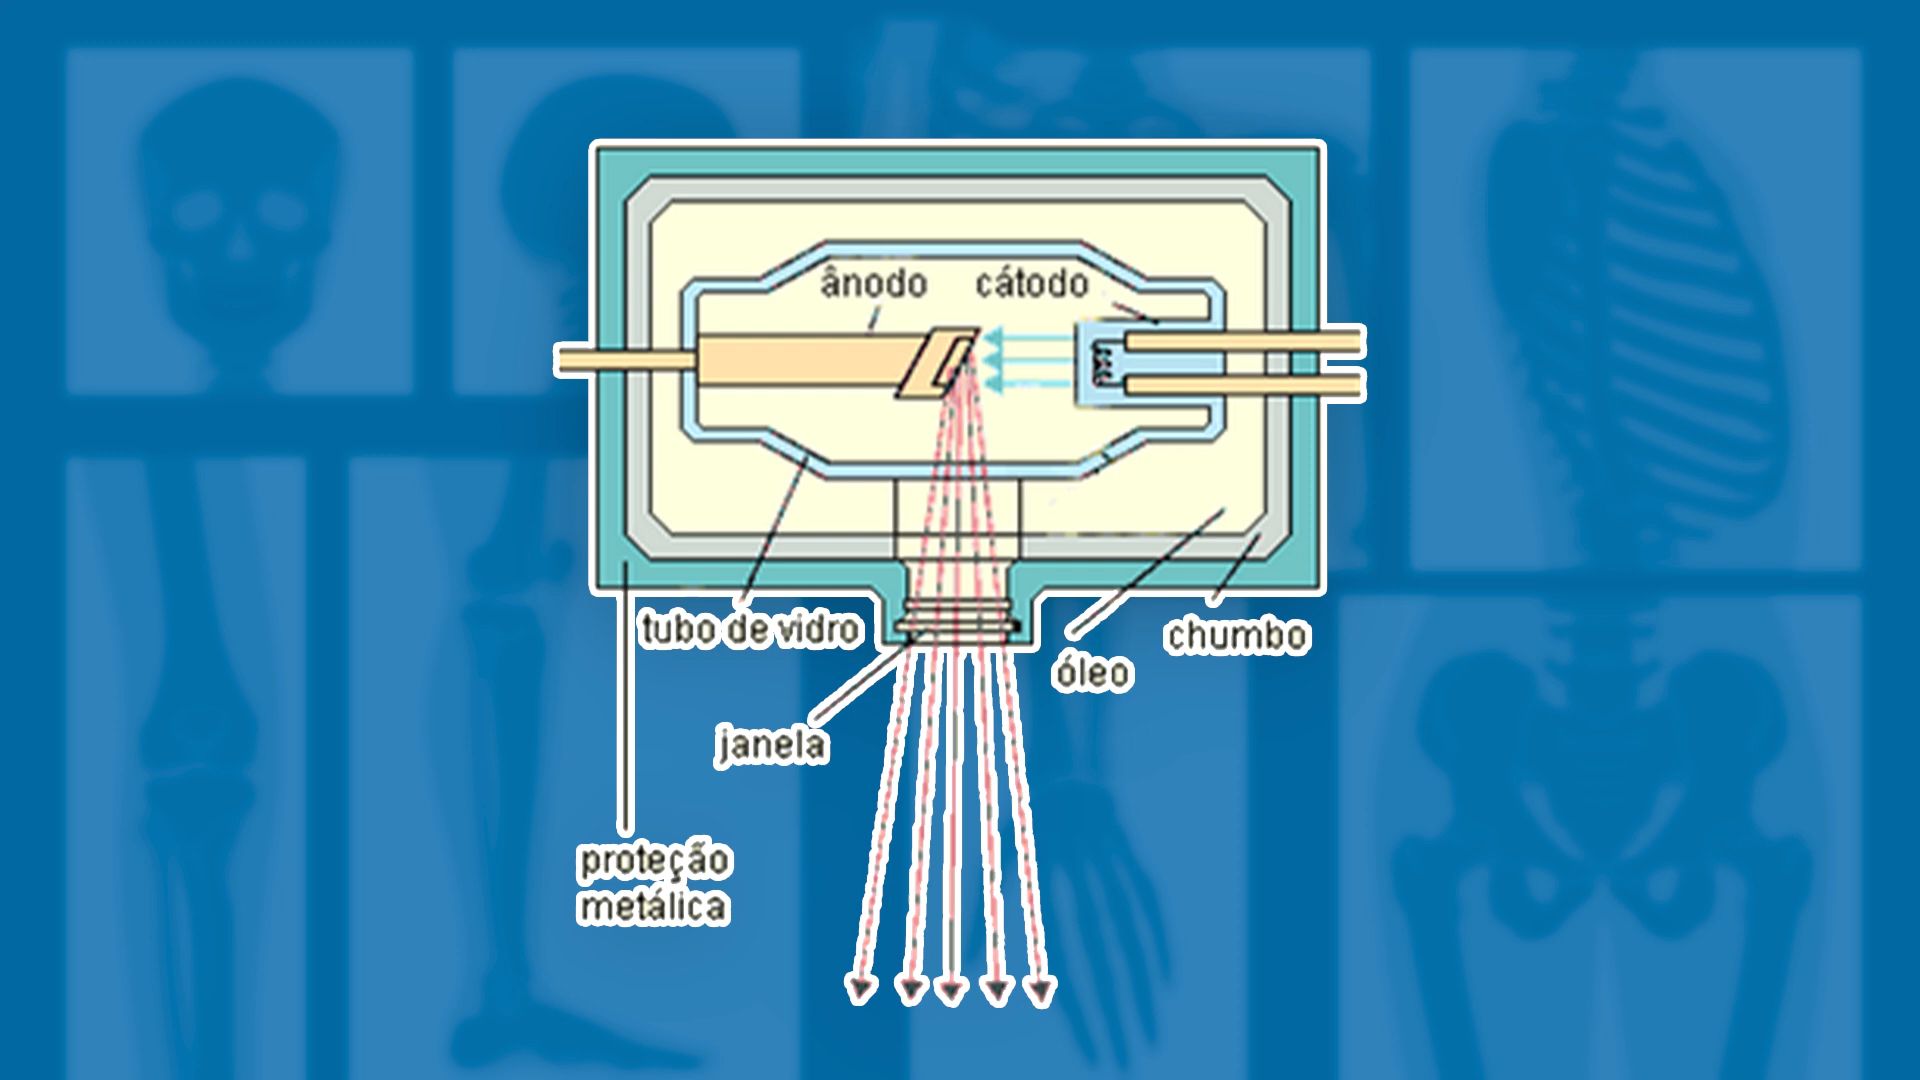 ânodo
cátodo
tubo de vidro
chumbo
óleo
janela
proteção
metálica